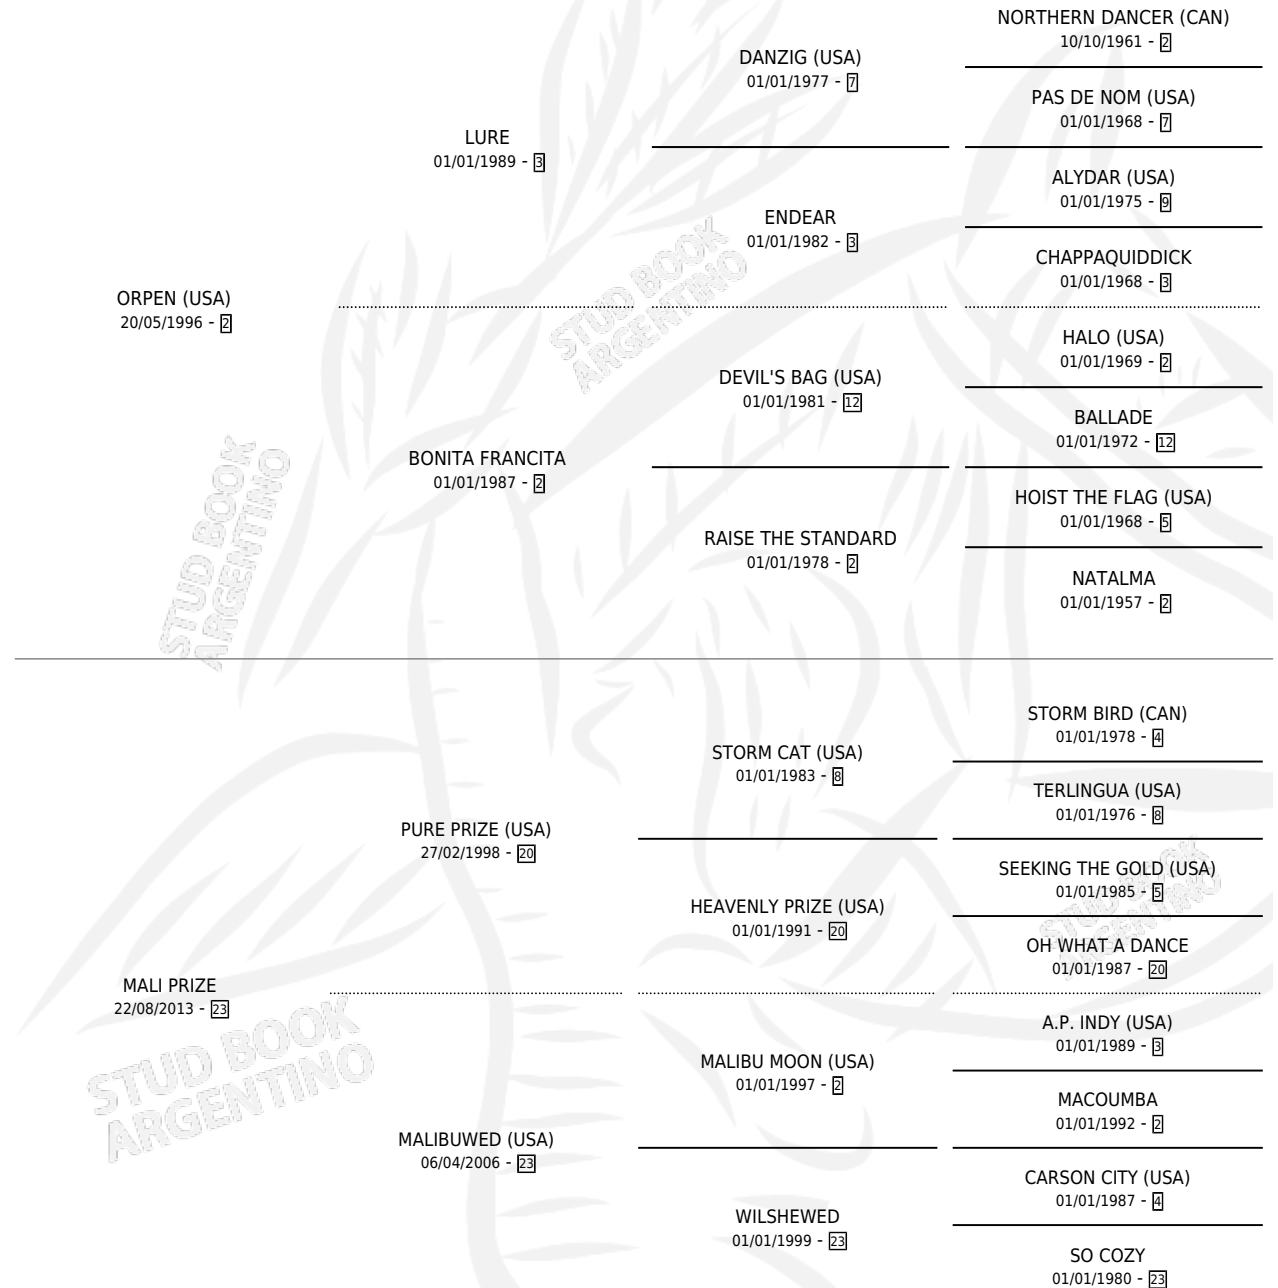 NORTHERN DANCER (CAN)
10/10/1961 - 2
DANZIG (USA)
01/01/1977 - 7
PAS DE NOM (USA)
01/01/1968 - 7
LURE
01/01/1989 - 3
ALYDAR (USA)
01/01/1975 - 9
ENDEAR
01/01/1982 - 3
CHAPPAQUIDDICK
01/01/1968 - 3
ORPEN (USA)
20/05/1996 - 2
STUD BOOK
ARGENTINO
HALO (USA)
01/01/1969 - 2
DEVIL'S BAG (USA)
01/01/1981 - 12
BALLADE
01/01/1972 - 12
BONITA FRANCITA
01/01/1987 - 2
HOIST THE FLAG (USA)
01/01/1968 - 5
RAISE THE STANDARD
01/01/1978 - 2
NATALMA
01/01/1957 - 2
STUD BOOK
ARGENTINO
STORM BIRD (CAN)
01/01/1978 - 4
STORM CAT (USA)
01/01/1983 - 8
TERLINGUA (USA)
01/01/1976 - 8
PURE PRIZE (USA)
27/02/1998 - 20
SEEKING THE GOLD (USA)
01/01/1985 - 5
HEAVENLY PRIZE (USA)
01/01/1991 - 20
OH WHAT A DANCE
01/01/1987 - 20
STUD BOOK
ARGENTINO
MALI PRIZE
22/08/2013 - 23
STUD BOOK
ARGENTINO
A.P. INDY (USA)
01/01/1989 - 3
MALIBU MOON (USA)
01/01/1997 - 2
MACOUMBA
01/01/1992 - 2
MALIBUWED (USA)
06/04/2006 - 23
CARSON CITY (USA)
01/01/1987 - 4
WILSHEWED
01/01/1999 - 23
SO COZY
01/01/1980 - 23